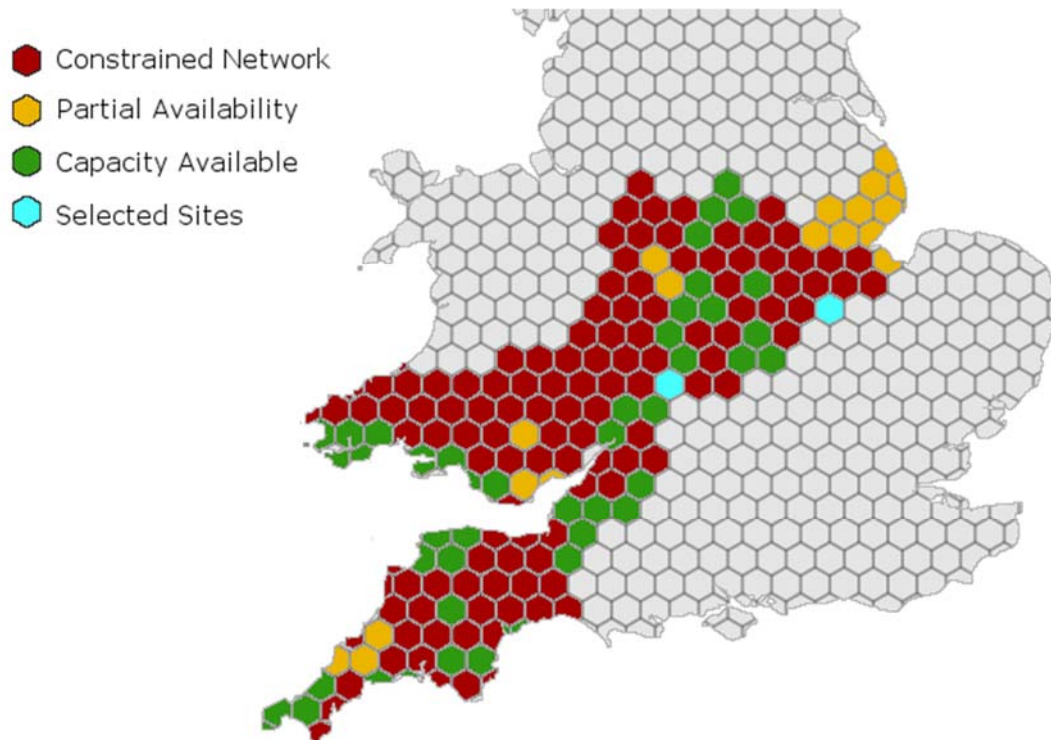 Constrained Network
Partial Availability
Capacity Available
Selected Sites